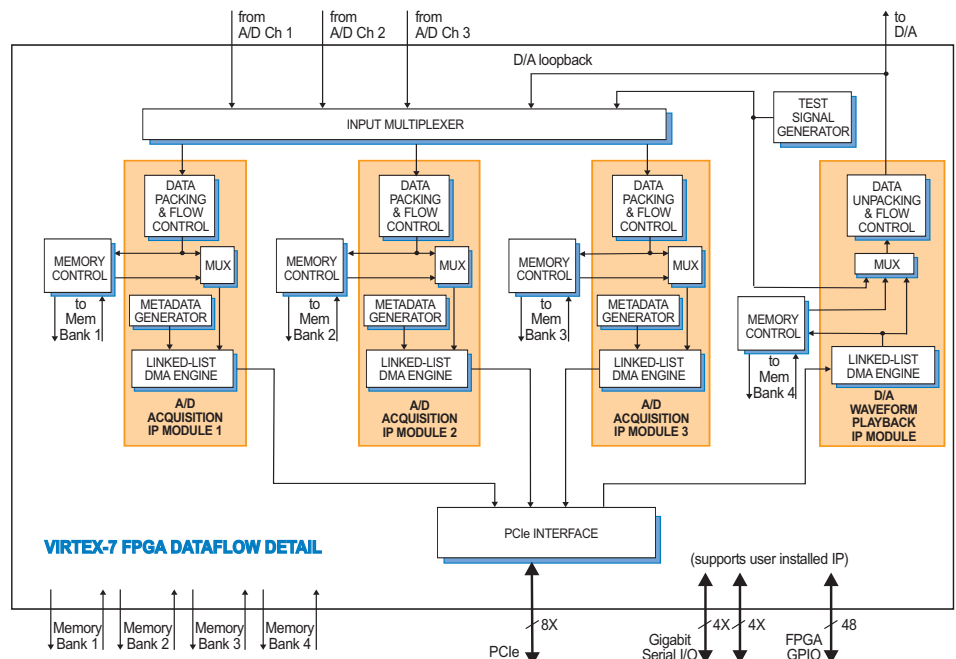 from
A/D Ch 1
from
A/D Ch 2
from
A/D Ch 3
to
D/A
D/A loopback
INPUT MULTIPLEXER
TEST
SIGNAL
GENERATOR
DATA
PACKING
& FLOW
CONTROL
MEMORY
CONTROL
MUX
to
Mem
Bank 1
METADATA
GENERATOR
LINKED-LIST
DMA ENGINE
A/D
ACQUISITION
IP MODULE 1
DATA
PACKING
& FLOW
CONTROL
MEMORY
CONTROL
MUX
to
Mem
Bank 2
METADATA
GENERATOR
LINKED-LIST
DMA ENGINE
A/D
ACQUISITION
IP MODULE 2
DATA
PACKING
& FLOW
CONTROL
MEMORY
CONTROL
MUX
to
Mem
Bank 3
METADATA
GENERATOR
LINKED-LIST
DMA ENGINE
A/D
ACQUISITION
IP MODULE 3
DATA
UNPACKING
& FLOW
CONTROL
MUX
MEMORY
CONTROL
to
Mem
Bank 4
LINKED-LIST
DMA ENGINE
D/A
WAVEFORM
PLAYBACK
IP MODULE
PCIe INTERFACE
VIRTEX-7 FPGA DATAFLOW DETAIL
(supports user installed IP)
Memory
Bank 1
Memory
Bank 2
Memory
Bank 3
Memory
Bank 4
8X
PCIe
4X
4X
Gigabit
Serial I/O
48
FPGA
GPIO